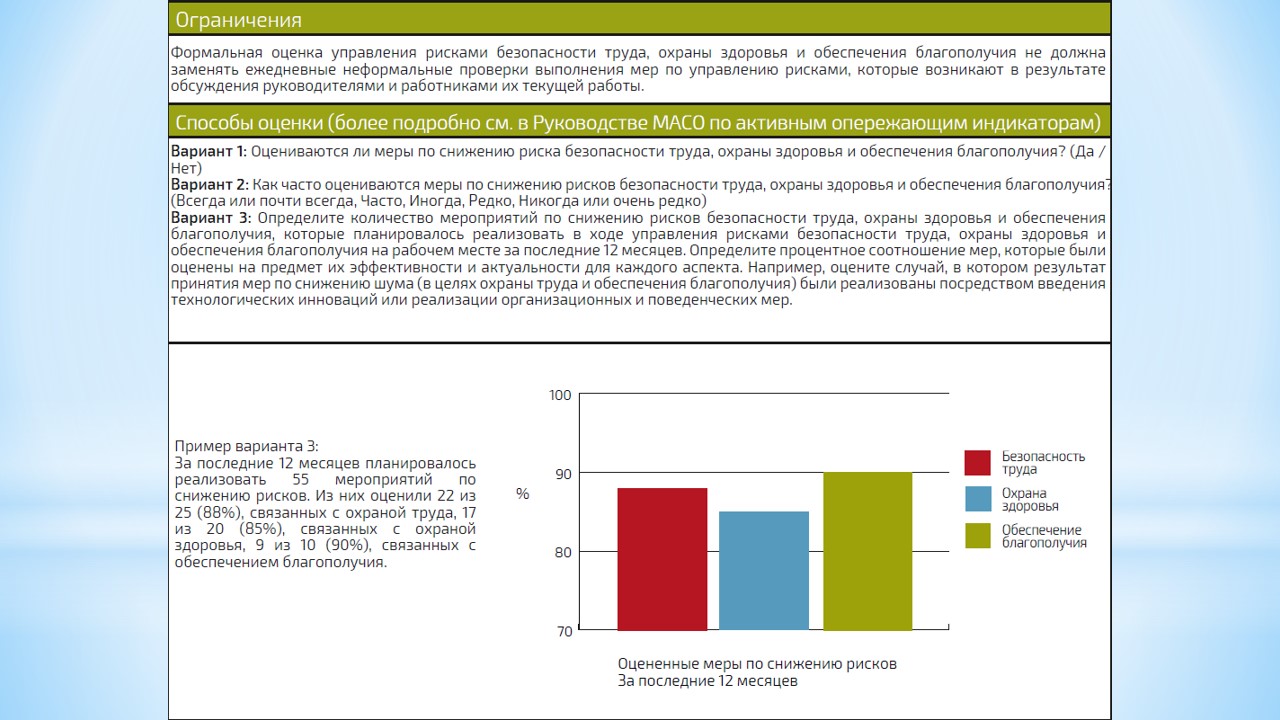 Ограничения
Формальная оценка управления рисками безопасности труда, охраны здоровья и обеспечения благополучия не должна
заменять ежедневные неформальные проверки выполнения мер по управлению рисками, которые возникают в результате
обсуждения руководителями и работниками их текущей работы.
Способы оценки (более подробно см. в Руководстве МАСО по активным опережающим индикаторам)
Вариант 1: Оцениваются ли меры по снижению риска безопасности труда, охраны здоровья и обеспечения благополучия? (Да /
Нет)
Вариант 2: Как часто оцениваются меры по снижению рисков безопасности труда, охраны здоровья и обеспечения благополучия?
(Всегда или почти всегда, Часто, Иногда, Редко, Никогда или очень редко)
Вариант 3: Определите количество мероприятий по снижению рисков безопасности труда, охраны здоровья и обеспечения
благополучия, которые планировалось реализовать в ходе управления рисками безопасности труда, охраны здоровья и
обеспечения благополучия на рабочем месте за последние 12 месяцев. Определите процентное соотношение мер, которые были
оценены на предмет их эффективности и актуальности для каждого аспекта. Например, оцените случай, в котором результат
принятия мер по снижению шума (в целях охраны труда и обеспечения благополучия) были реализованы посредством введения
технологических инноваций или реализации организационных и поведенческих мер.
Пример варианта 3:
За последние 12 месяцев планировалось
реализовать 55 мероприятий по
снижению рисков. Из них оценили 22 из
25 (88%), связанных с охраной труда, 17
из 20 (85%), связанных с охраной
здоровья, 9 из 10 (90%), связанных с
обеспечением благополучия.
%
100
90
80
70
Оцененные меры по снижению рисков
За последние 12 месяцев
Безопасность
труда
Охрана
здоровья
Обеспечение
благополучия